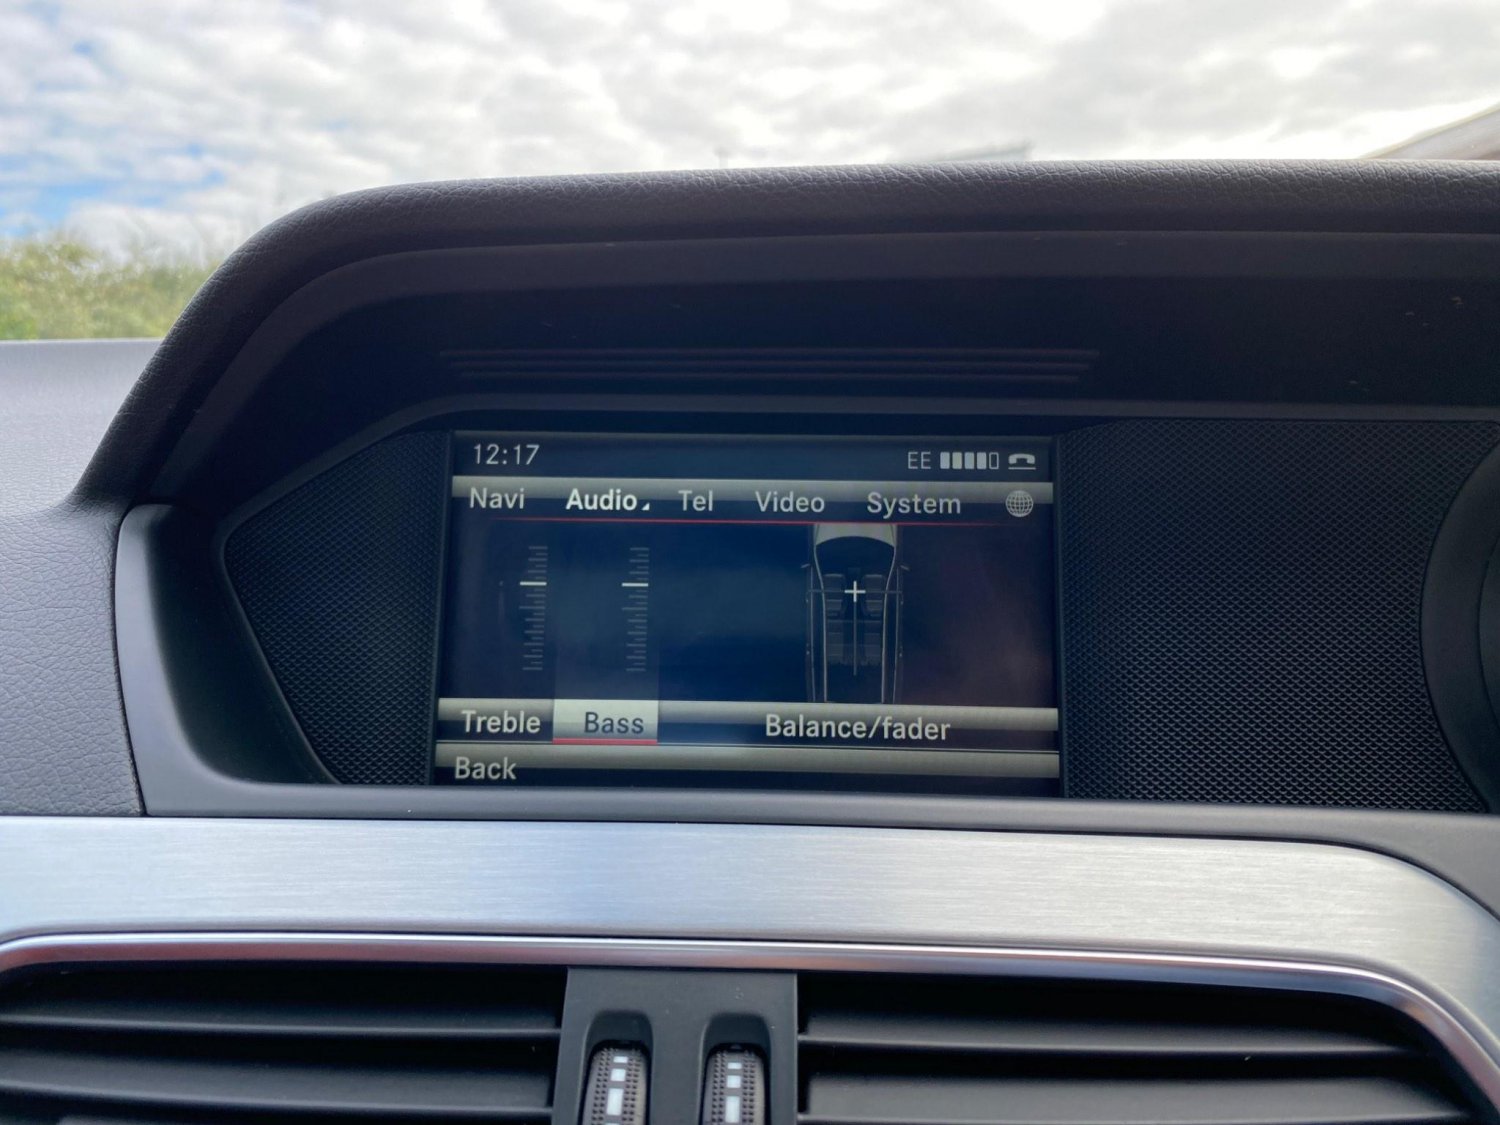 12:17 EE
Navi Audio Tel Video System
Treble Bass Balance/fader
Back